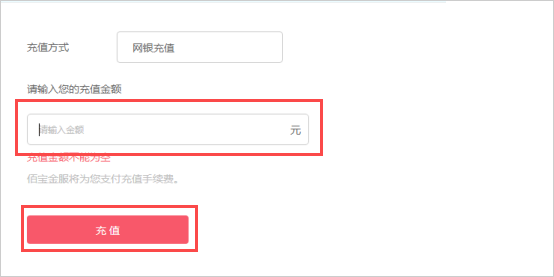 充值方式 网银充值
请输入您的充值金额
请输入金额 元
充值金额不能为空
佰宝金服将为您支付充值手续费。
充 值